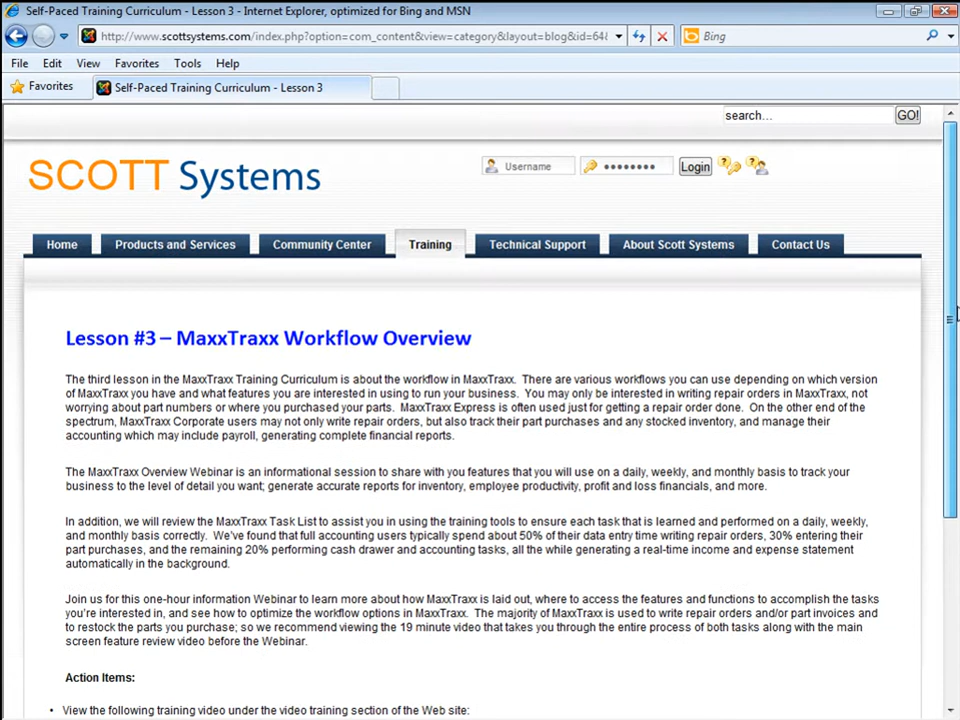 Self-Paced Training Curriculum - Lesson 3 - Internet Explorer, optimized for Bing and MSN
http://www.scottsystems.com/index.php?option=com_content&view=category&layout=blog&id=64&
Bing
File Edit View Favorites Tools Help
Favorites
Self-Paced Training Curriculum - Lesson 3
search...
GO!
SCOTT Systems
Username
Login
Home
Products and Services
Community Center
Training
Technical Support
About Scott Systems
Contact Us
Lesson #3 – MaxxTraxx Workflow Overview
The third lesson in the MaxxTraxx Training Curriculum is about the workflow in MaxxTraxx. There are various workflows you can use depending on which version
of MaxxTraxx you have and what features you are interested in using to run your business. You may only be interested in writing repair orders in MaxxTraxx, not
worrying about part numbers or where you purchased your parts. MaxxTraxx Express is often used just for getting a repair order done. On the other end of the
spectrum, MaxxTraxx Corporate users may not only write repair orders, but also track their part purchases and any stocked inventory, and manage their
accounting which may include payroll, generating complete financial reports.
The MaxxTraxx Overview Webinar is an informational session to share with you features that you will use on a daily, weekly, and monthly basis to track your
business to the level of detail you want; generate accurate reports for inventory, employee productivity, profit and loss financials, and more.
In addition, we will review the MaxxTraxx Task List to assist you in using the training tools to ensure each task that is learned and performed on a daily, weekly,
and monthly basis correctly. We've found that full accounting users typically spend about 50% of their data entry time writing repair orders, 30% entering their
part purchases, and the remaining 20% performing cash drawer and accounting tasks, all the while generating a real-time income and expense statement
automatically in the background.
Join us for this one-hour information Webinar to learn more about how MaxxTraxx is laid out, where to access the features and functions to accomplish the tasks
you're interested in, and see how to optimize the workflow options in MaxxTraxx. The majority of MaxxTraxx is used to write repair orders and/or part invoices and
to restock the parts you purchase; so we recommend viewing the 19 minute video that takes you through the entire process of both tasks along with the main
screen feature review video before the Webinar.
Action Items:
• View the following training video under the video training section of the Web site: